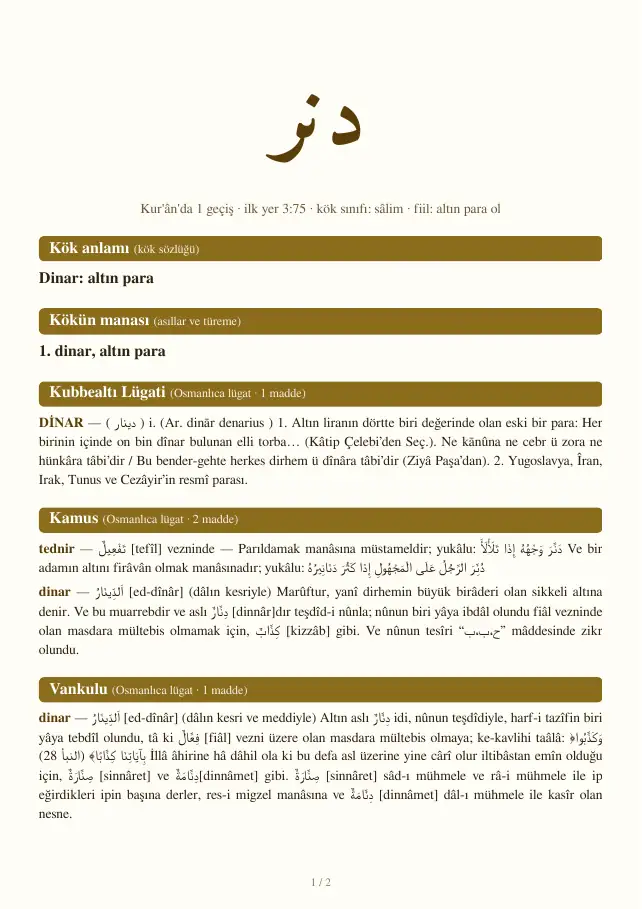 دنر
Kur'ân'da 1 geçiş · ilk yer 3:75 · kök sınıfı: sâlim · fiil: altın para ol
Kök anlamı (kök sözlüğü)
Dinar: altın para
Kökün manası (asıllar ve türeme)
1. dinar, altın para
Kubbealtı Lügati (Osmanlıca lügat · 1 madde)
DİNAR — ( دينار ) i. (Ar. dinār denarius ) 1. Altın liranın dörtte biri değerinde olan eski bir para: Her
birinin içinde on bin dînar bulunan elli torba… (Kâtip Çelebi’den Seç.). Ne kānûna ne cebr ü zora ne
hünkâra tâbi’dir / Bu bender-gehte herkes dirhem ü dînâra tâbi’dir (Ziyâ Paşa’dan). 2. Yugoslavya, Îran,
Irak, Tunus ve Cezâyir’in resmî parası.
Kamus (Osmanlıca lügat · 2 madde)
tednir — تَفْعِيلٌ [tefîl] vezninde — Parıldamak manâsına müstameldir; yukâlu: دَنَّرَ وَجْهُهُ إِذَا تَلَأْلَأَ Ve bir
adamın altını firâvân olmak manâsınadır; yukâlu: دُنِّرَ الرَّجُلُ عَلَى الْمَجْهُولِ إِذَا كَثُرَ دَنَانِيرُهُ
dinar — اَلدِّينَارُ [ed-dînâr] (dâlın kesriyle) Marûftur, yanî dirhemin büyük birâderi olan sikkeli altına
denir. Ve bu muarrebdir ve aslı دِنَّارٌ [dinnâr]dır teşdîd-i nûnla; nûnun biri yâya ibdâl olundu fiâl vezninde
olan masdara mültebis olmamak için, كِذَّابٌ [kizzâb] gibi. Ve nûnun tesîri “ح،ب،ب” mâddesinde zikr
olundu.
Vankulu (Osmanlıca lügat · 1 madde)
dinar — اَلدِّينَارُ [ed-dînâr] (dâlın kesri ve meddiyle) Altın aslı دِنَّارٌ idi, nûnun teşdîdiyle, harf-i tazîfin biri
yâya tebdîl olundu, tâ ki فِعَّالٌ [fiâl] vezni üzere olan masdara mültebis olmaya; ke-kavlihi taâlâ: ﴿وَكَذَّبُوا
بِآيَاتِنَا كِذَّابًا﴾ (النبأ 28) İllâ âhirine hâ dâhil ola ki bu defa asl üzerine yine cârî olur iltibâstan emîn olduğu
için, صِنَّارَةٌ [sinnâret] ve دِنَّامَةٌ[dinnâmet] gibi. صِنَّارَةٌ [sinnâret] sâd-ı mühmele ve râ-i mühmele ile ip
eğirdikleri ipin başına derler, res-i migzel manâsına ve دِنَّامَةٌ [dinnâmet] dâl-ı mühmele ile kasîr olan
nesne.
1 / 2